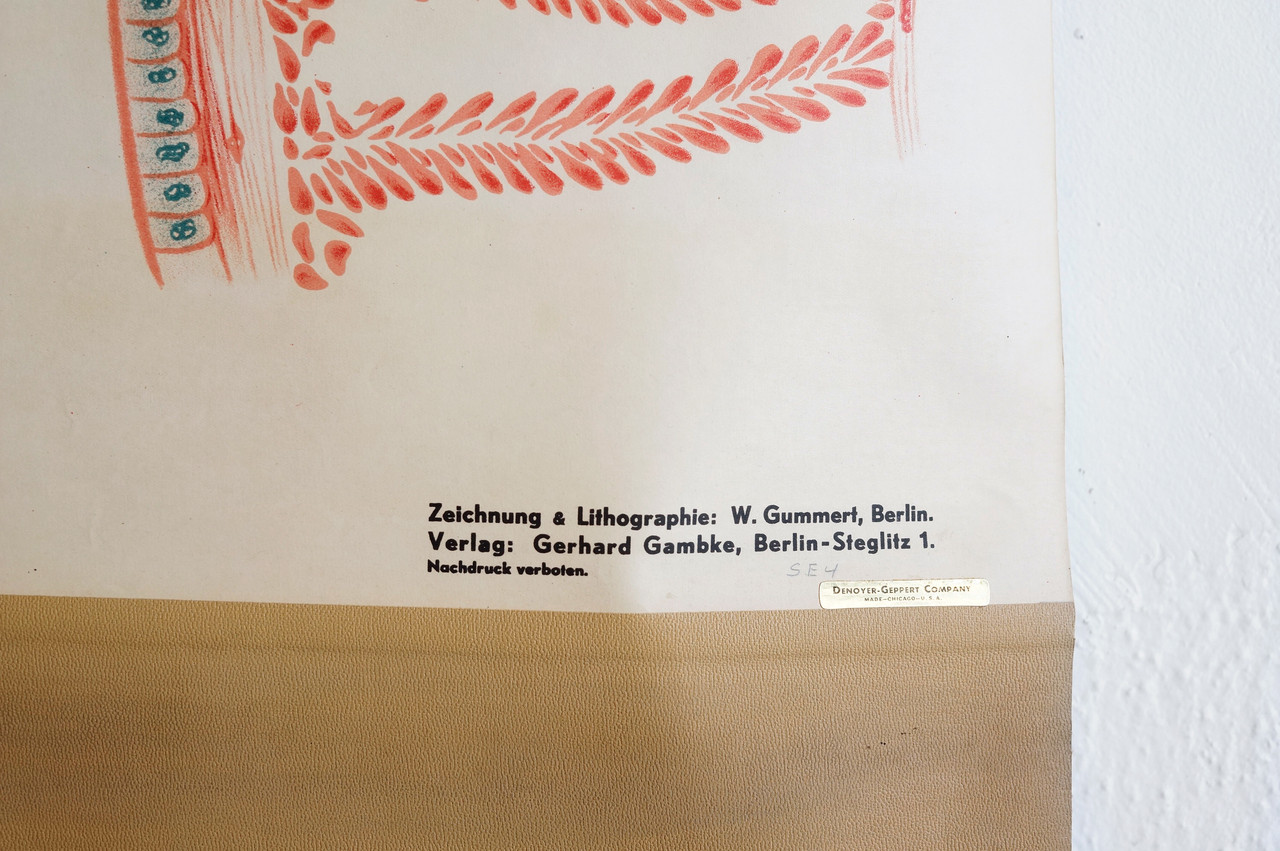 Zeichnung & Lithographie: W. Gummert, Berlin.
Verlag: Gerhard Gambke, Berlin-Steglitz 1.
Nachdruck verboten.
SE4
DENOYER-GEPPERT COMPANY
MADE-CHICAGO-U.S.A.